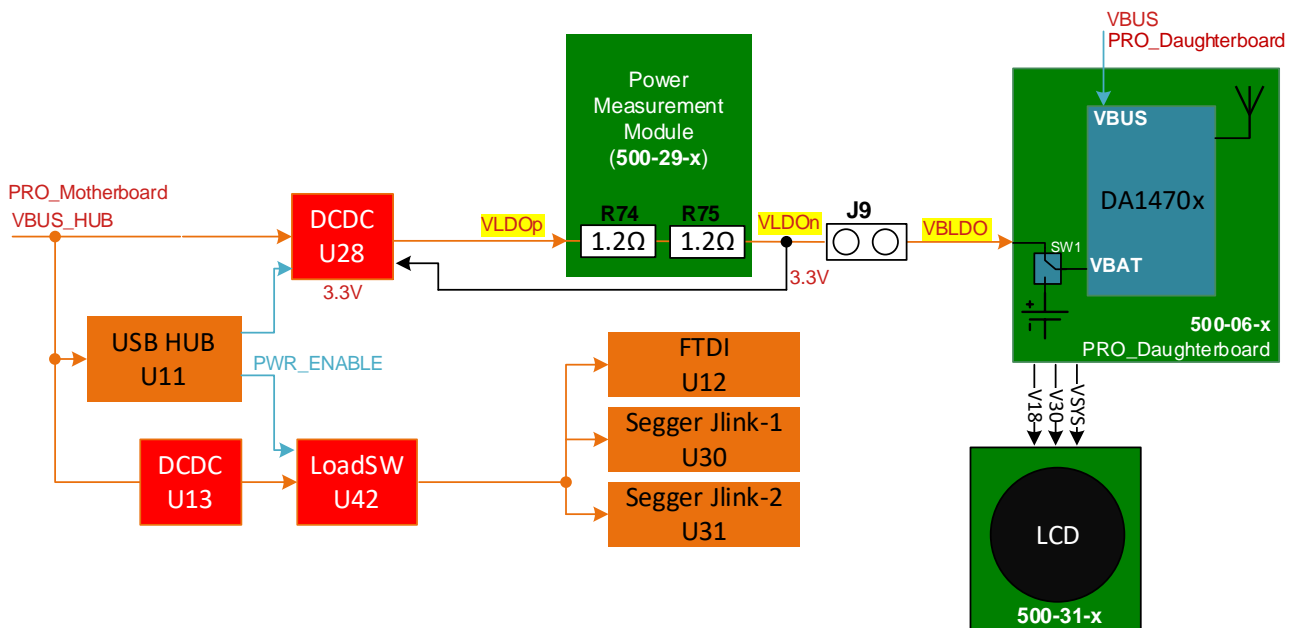 VBUS
PRO_Daughterboard
Power
Measurement
Module
(500-29-x)
VBUS
PRO_Motherboard
VBUS_HUB
DCDC
U28
3.3V
VLDOp
R74
R75
1.2Ω
1.2Ω
VLDOn
3.3V
J9
VBLDO
SW1
DA1470x
VBAT
+
-
500-06-x
PRO_Daughterboard
USB HUB
U11
PWR_ENABLE
FTDI
U12
Segger Jlink-1
U30
Segger Jlink-2
U31
DCDC
U13
LoadSW
U42
V18
V30
VSYS
LCD
500-31-x